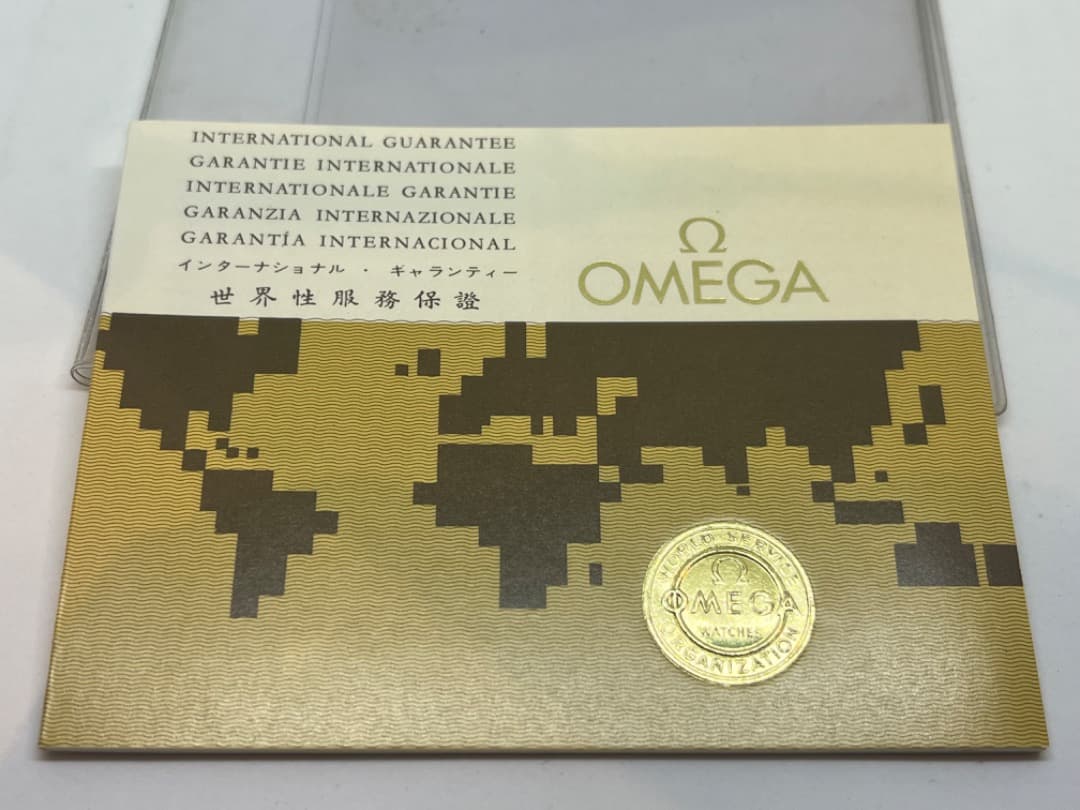 INTERNATIONAL GUARANTEE
GARANTIE INTERNATIONALE
INTERNATIONALE GARANTIE
GARANZIA INTERNAZIONALE
GARANTÍA INTERNACIONAL
インターナショナル ・ ギャランティー
世界性服務保證
Ω
OMEGA
WORLD SERVICE
Ω
OMEGA
WATCHES
ORGANIZATION